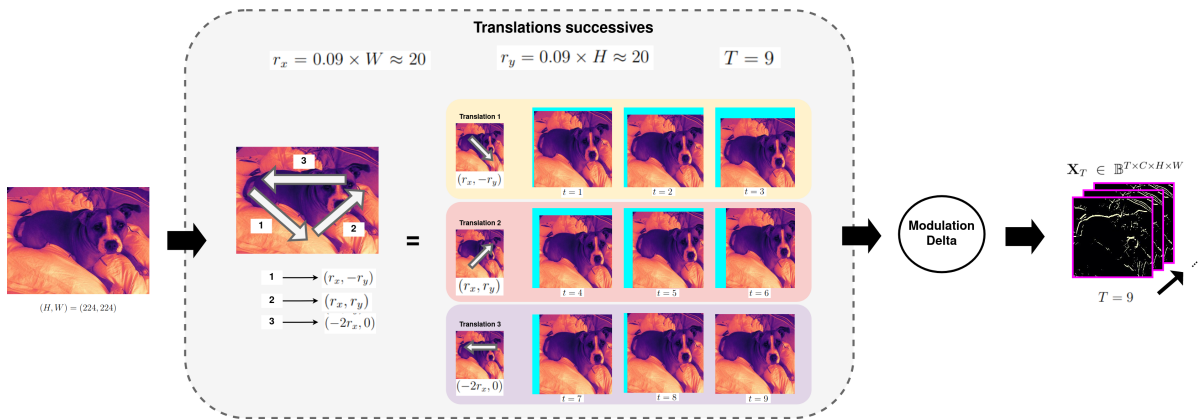 Translations successives
r_x = 0.09 × W ≈ 20
r_y = 0.09 × H ≈ 20
T = 9
(H, W) = (224, 224)
3
1
2
1 → (r_x, −r_y)
2 → (r_x, r_y)
3 → (−2r_x, 0)
=
Translation 1
(r_x, −r_y)
t = 1
t = 2
t = 3
Translation 2
(r_x, r_y)
t = 4
t = 5
t = 6
Translation 3
(−2r_x, 0)
t = 7
t = 8
t = 9
Modulation
Delta
X_T ∈ 𝔹^{T×C×H×W}
T = 9
...